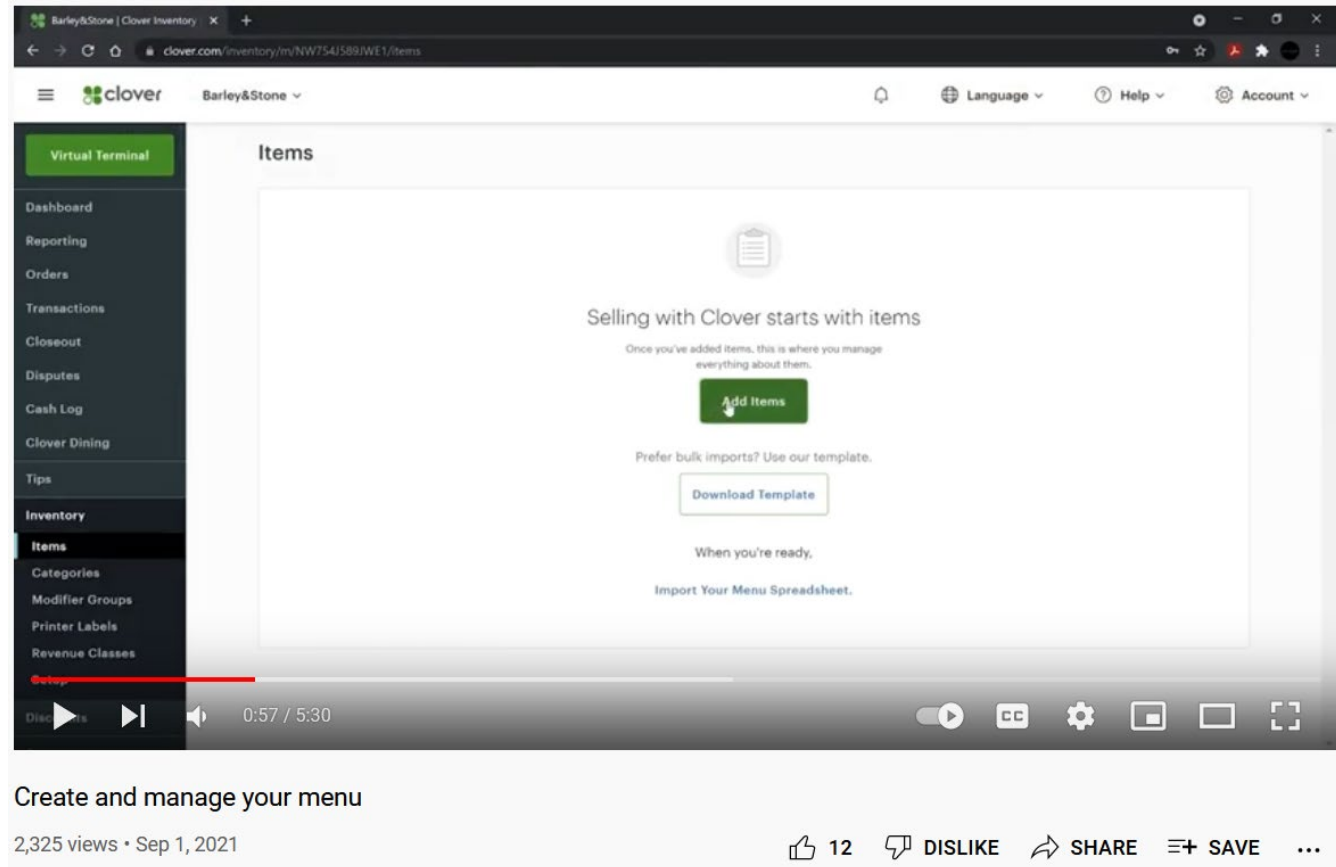 Barley&Stone | Clover Inventory
clover.com/inventory/m/NW754J589JWE1/items
clover
Barley&Stone
Language
Help
Account
Virtual Terminal
Items
Dashboard
Reporting
Orders
Transactions
Closeout
Disputes
Cash Log
Clover Dining
Tips
Inventory
Items
Categories
Modifier Groups
Printer Labels
Revenue Classes
Setup
Selling with Clover starts with items
Once you've added items, this is where you manage
everything about them.
Add Items
Prefer bulk imports? Use our template.
Download Template
When you're ready,
Import Your Menu Spreadsheet.
0:57 / 5:30
CC
Create and manage your menu
2,325 views • Sep 1, 2021
12
DISLIKE
SHARE
SAVE